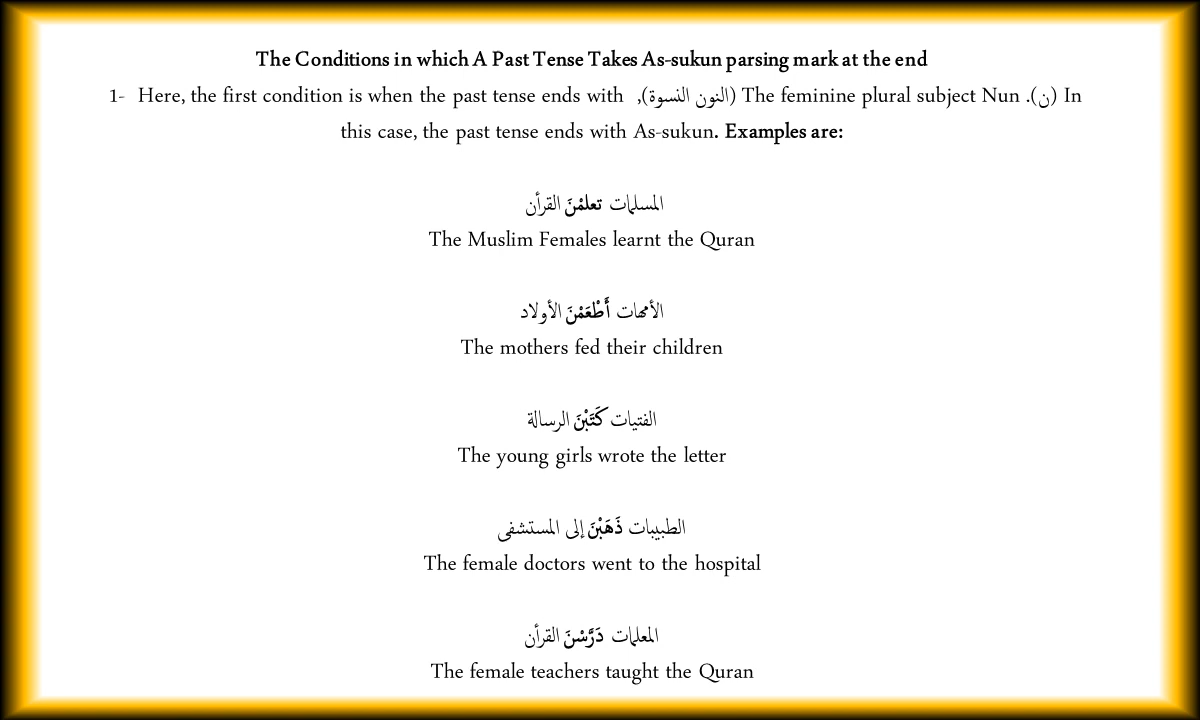 The Conditions in which A Past Tense Takes As-sukun parsing mark at the end
1- Here, the first condition is when the past tense ends with ,(النون النسوة) The feminine plural subject Nun .(ن) In
this case, the past tense ends with As-sukun. Examples are:
المسلمات تعلمْنَ القرأن
The Muslim Females learnt the Quran
الأمهات أَطْعَمْنَ الأولاد
The mothers fed their children
الفتيات كَتَبْنَ الرسالة
The young girls wrote the letter
الطبيبات ذَهَبْنَ إلى المستشفى
The female doctors went to the hospital
المعلمات دَرَّسْنَ القرأن
The female teachers taught the Quran